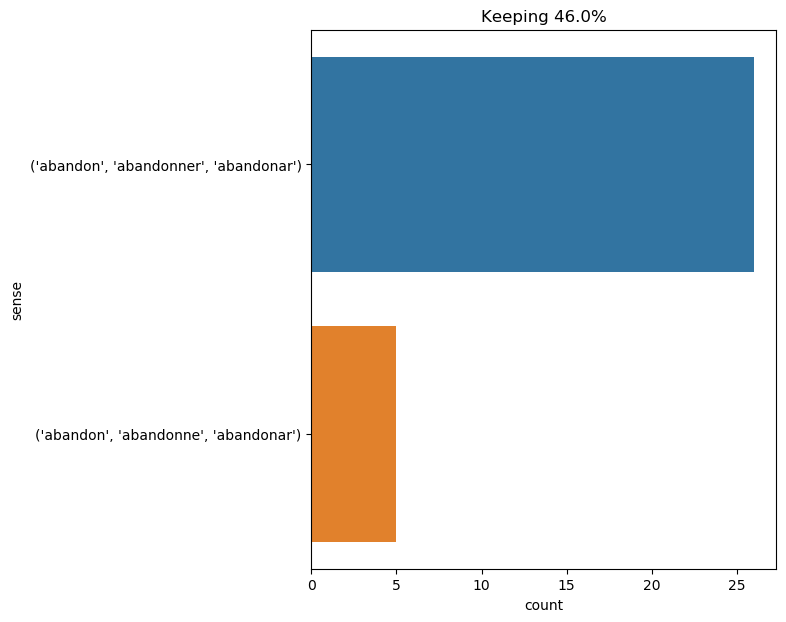 Keeping 46.0%
('abandon', 'abandonner', 'abandonar')
('abandon', 'abandonne', 'abandonar')
sense
0 5 10 15 20 25
count